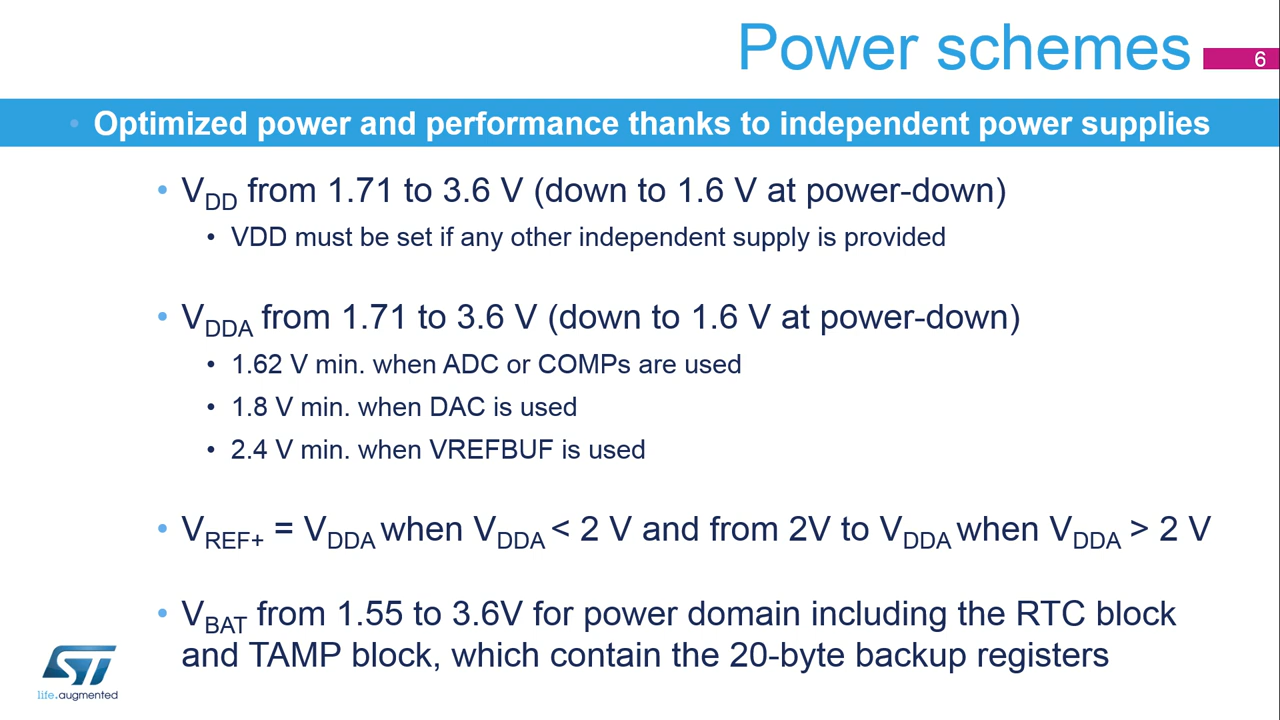 Power schemes
6
• Optimized power and performance thanks to independent power supplies
• VDD from 1.71 to 3.6 V (down to 1.6 V at power-down)
• VDD must be set if any other independent supply is provided
• VDDA from 1.71 to 3.6 V (down to 1.6 V at power-down)
• 1.62 V min. when ADC or COMPs are used
• 1.8 V min. when DAC is used
• 2.4 V min. when VREFBUF is used
• VREF+ = VDDA when VDDA < 2 V and from 2V to VDDA when VDDA > 2 V
• VBAT from 1.55 to 3.6V for power domain including the RTC block
and TAMP block, which contain the 20-byte backup registers
ST
life.augmented